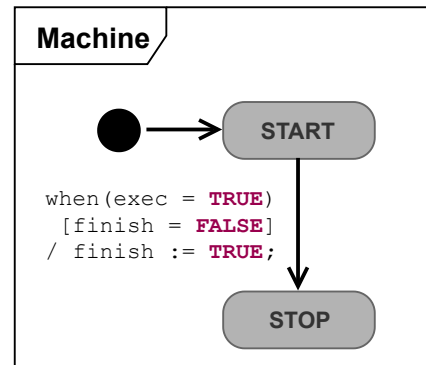 Machine
START
when(exec = TRUE)
[finish = FALSE]
/ finish := TRUE;
STOP